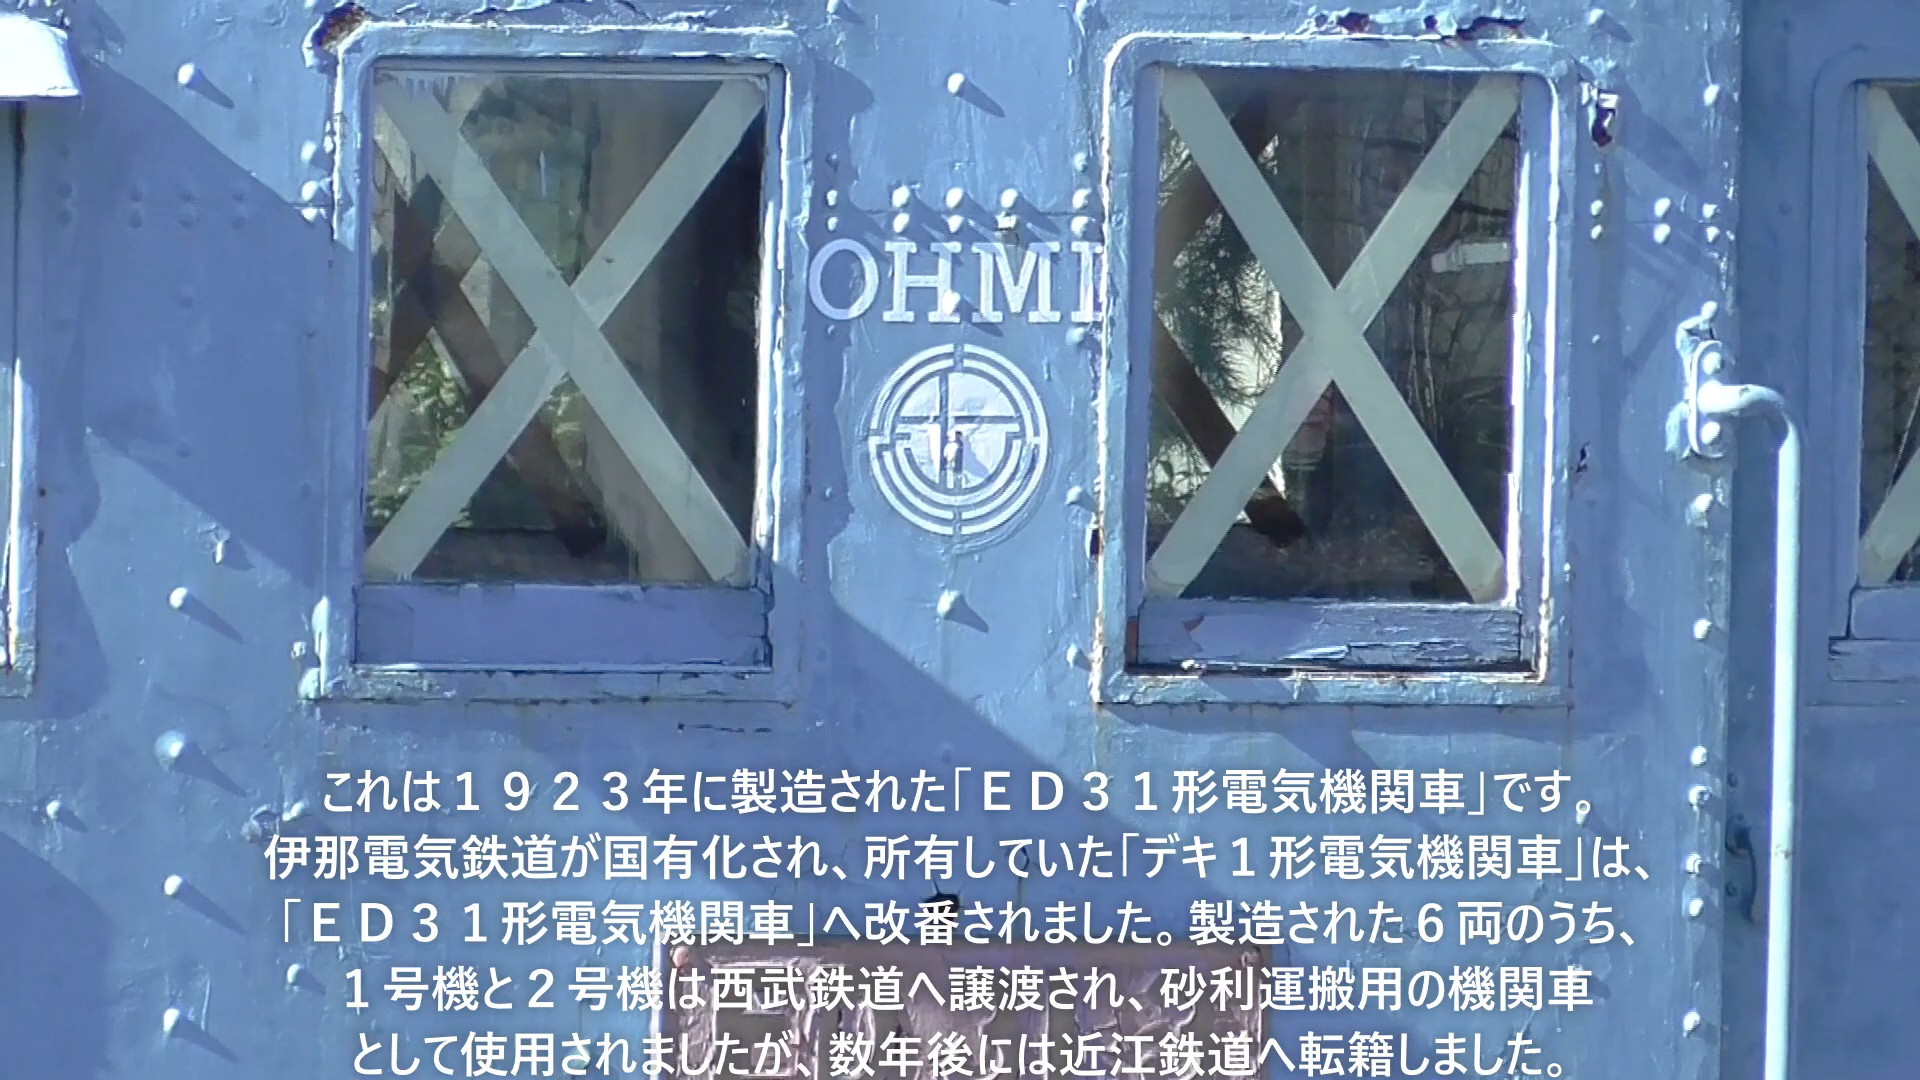 OHMI
これは１９２３年に製造された「ＥＤ３１形電気機関車」です。
伊那電気鉄道が国有化され、所有していた「デキ１形電気機関車」は、
「ＥＤ３１形電気機関車」へ改番されました。製造された６両のうち、
１号機と２号機は西武鉄道へ譲渡され、砂利運搬用の機関車
として使用されましたが、数年後には近江鉄道へ転籍しました。